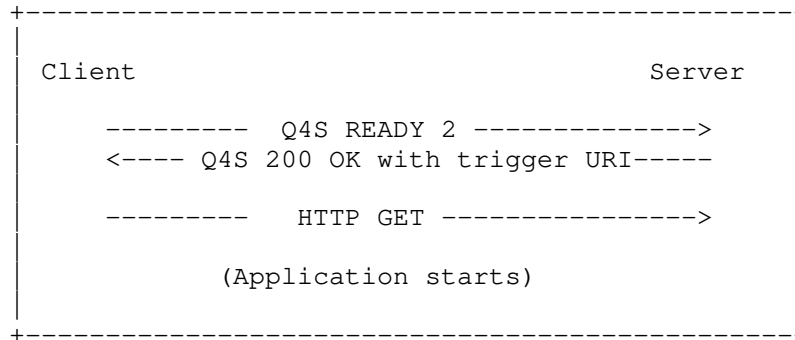 Client Server
--------- Q4S READY 2 -------------->
<---- Q4S 200 OK with trigger URI-----
--------- HTTP GET ---------------->
(Application starts)